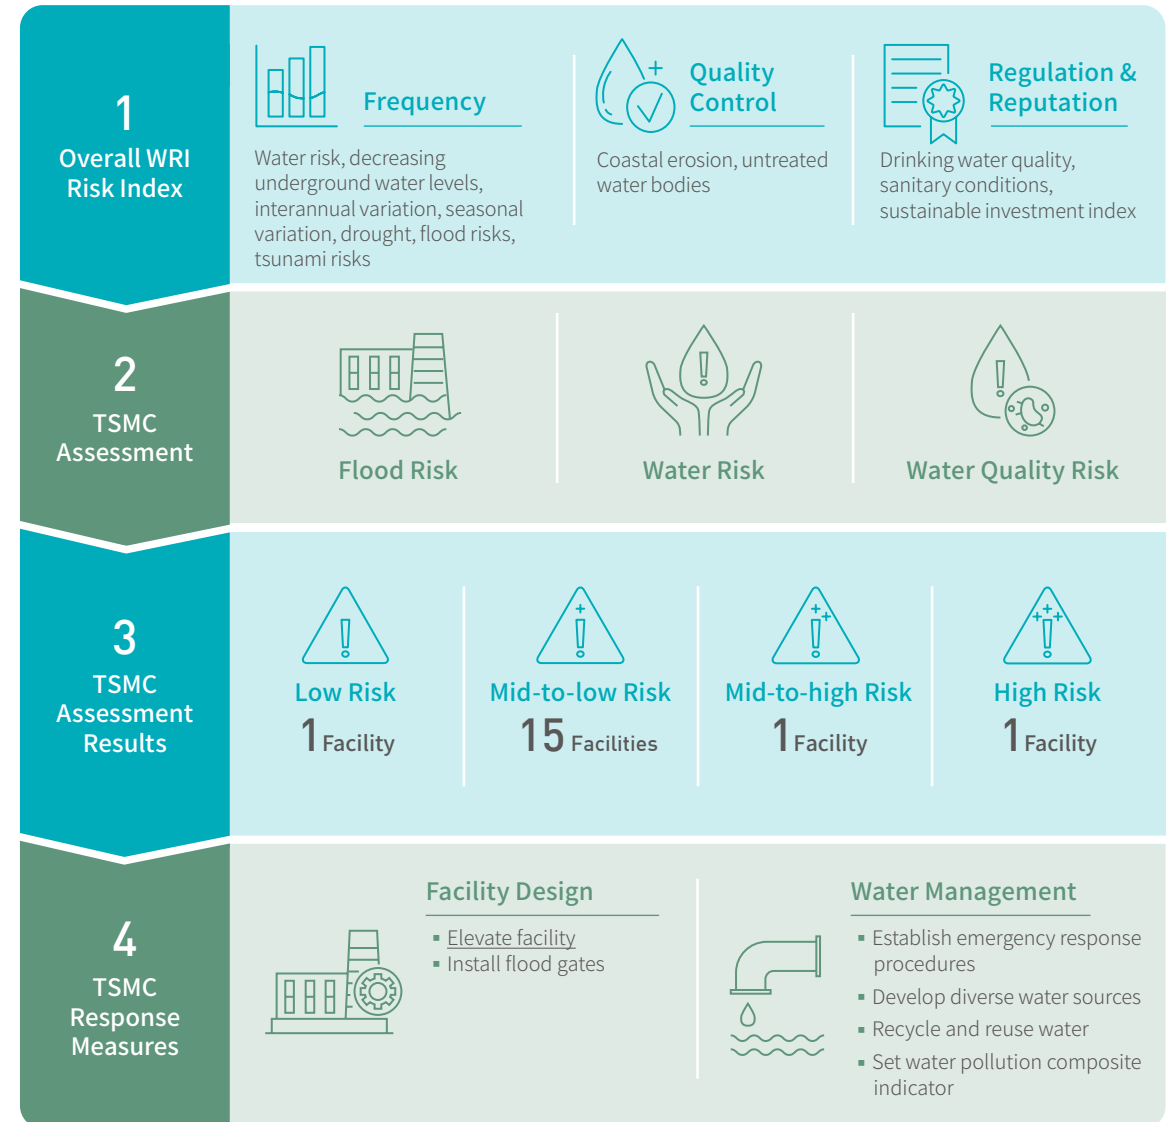 1
Overall WRI
Risk Index
Frequency
Water risk, decreasing
underground water levels,
interannual variation, seasonal
variation, drought, flood risks,
tsunami risks
Quality
Control
Coastal erosion, untreated
water bodies
Regulation &
Reputation
Drinking water quality,
sanitary conditions,
sustainable investment index
2
TSMC
Assessment
Flood Risk
Water Risk
Water Quality Risk
3
TSMC
Assessment
Results
Low Risk
1 Facility
Mid-to-low Risk
15 Facilities
Mid-to-high Risk
1 Facility
High Risk
1 Facility
4
TSMC
Response
Measures
Facility Design
▪ Elevate facility
▪ Install flood gates
Water Management
▪ Establish emergency response
procedures
▪ Develop diverse water sources
▪ Recycle and reuse water
▪ Set water pollution composite
indicator